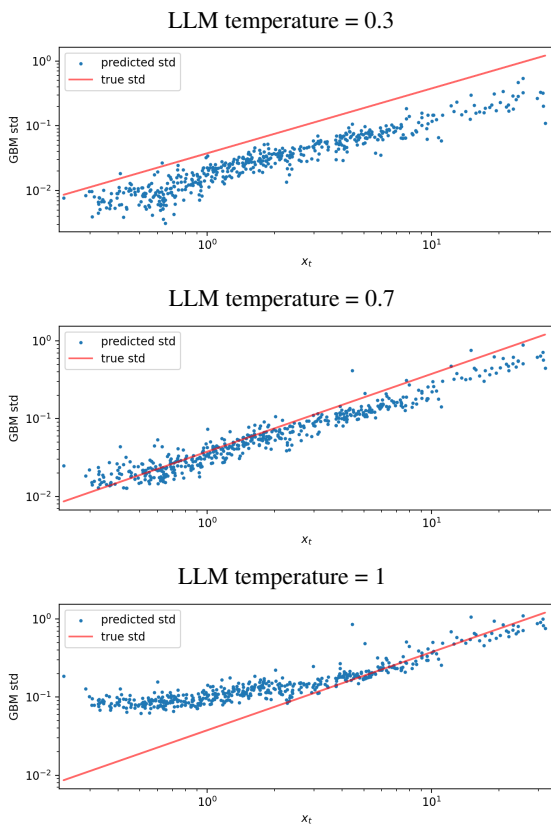 LLM temperature = 0.3
predicted std
true std
GBM std
10⁰
10⁻¹
10⁻²
10⁰
10¹
xₜ
LLM temperature = 0.7
predicted std
true std
GBM std
10⁰
10⁻¹
10⁻²
10⁰
10¹
xₜ
LLM temperature = 1
predicted std
true std
GBM std
10⁰
10⁻¹
10⁻²
10⁰
10¹
xₜ